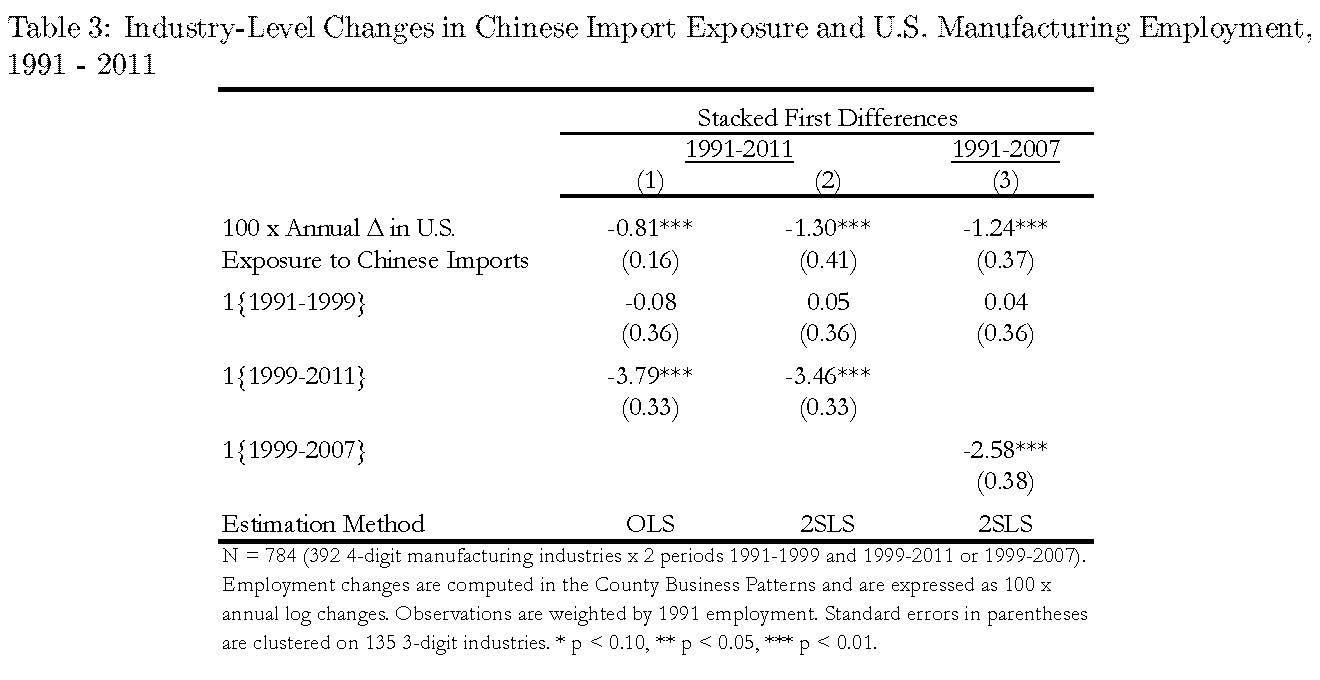 Table 3: Industry-Level Changes in Chinese Import Exposure and U.S. Manufacturing Employment,
1991 - 2011
Stacked First Differences
1991-2011 1991-2007
(1) (2) (3)
100 x Annual Δ in U.S. -0.81*** -1.30*** -1.24***
Exposure to Chinese Imports (0.16) (0.41) (0.37)
1{1991-1999} -0.08 0.05 0.04
(0.36) (0.36) (0.36)
1{1999-2011} -3.79*** -3.46***
(0.33) (0.33)
1{1999-2007} -2.58***
(0.38)
Estimation Method OLS 2SLS 2SLS
N = 784 (392 4-digit manufacturing industries x 2 periods 1991-1999 and 1999-2011 or 1999-2007).
Employment changes are computed in the County Business Patterns and are expressed as 100 x
annual log changes. Observations are weighted by 1991 employment. Standard errors in parentheses
are clustered on 135 3-digit industries. * p < 0.10, ** p < 0.05, *** p < 0.01.